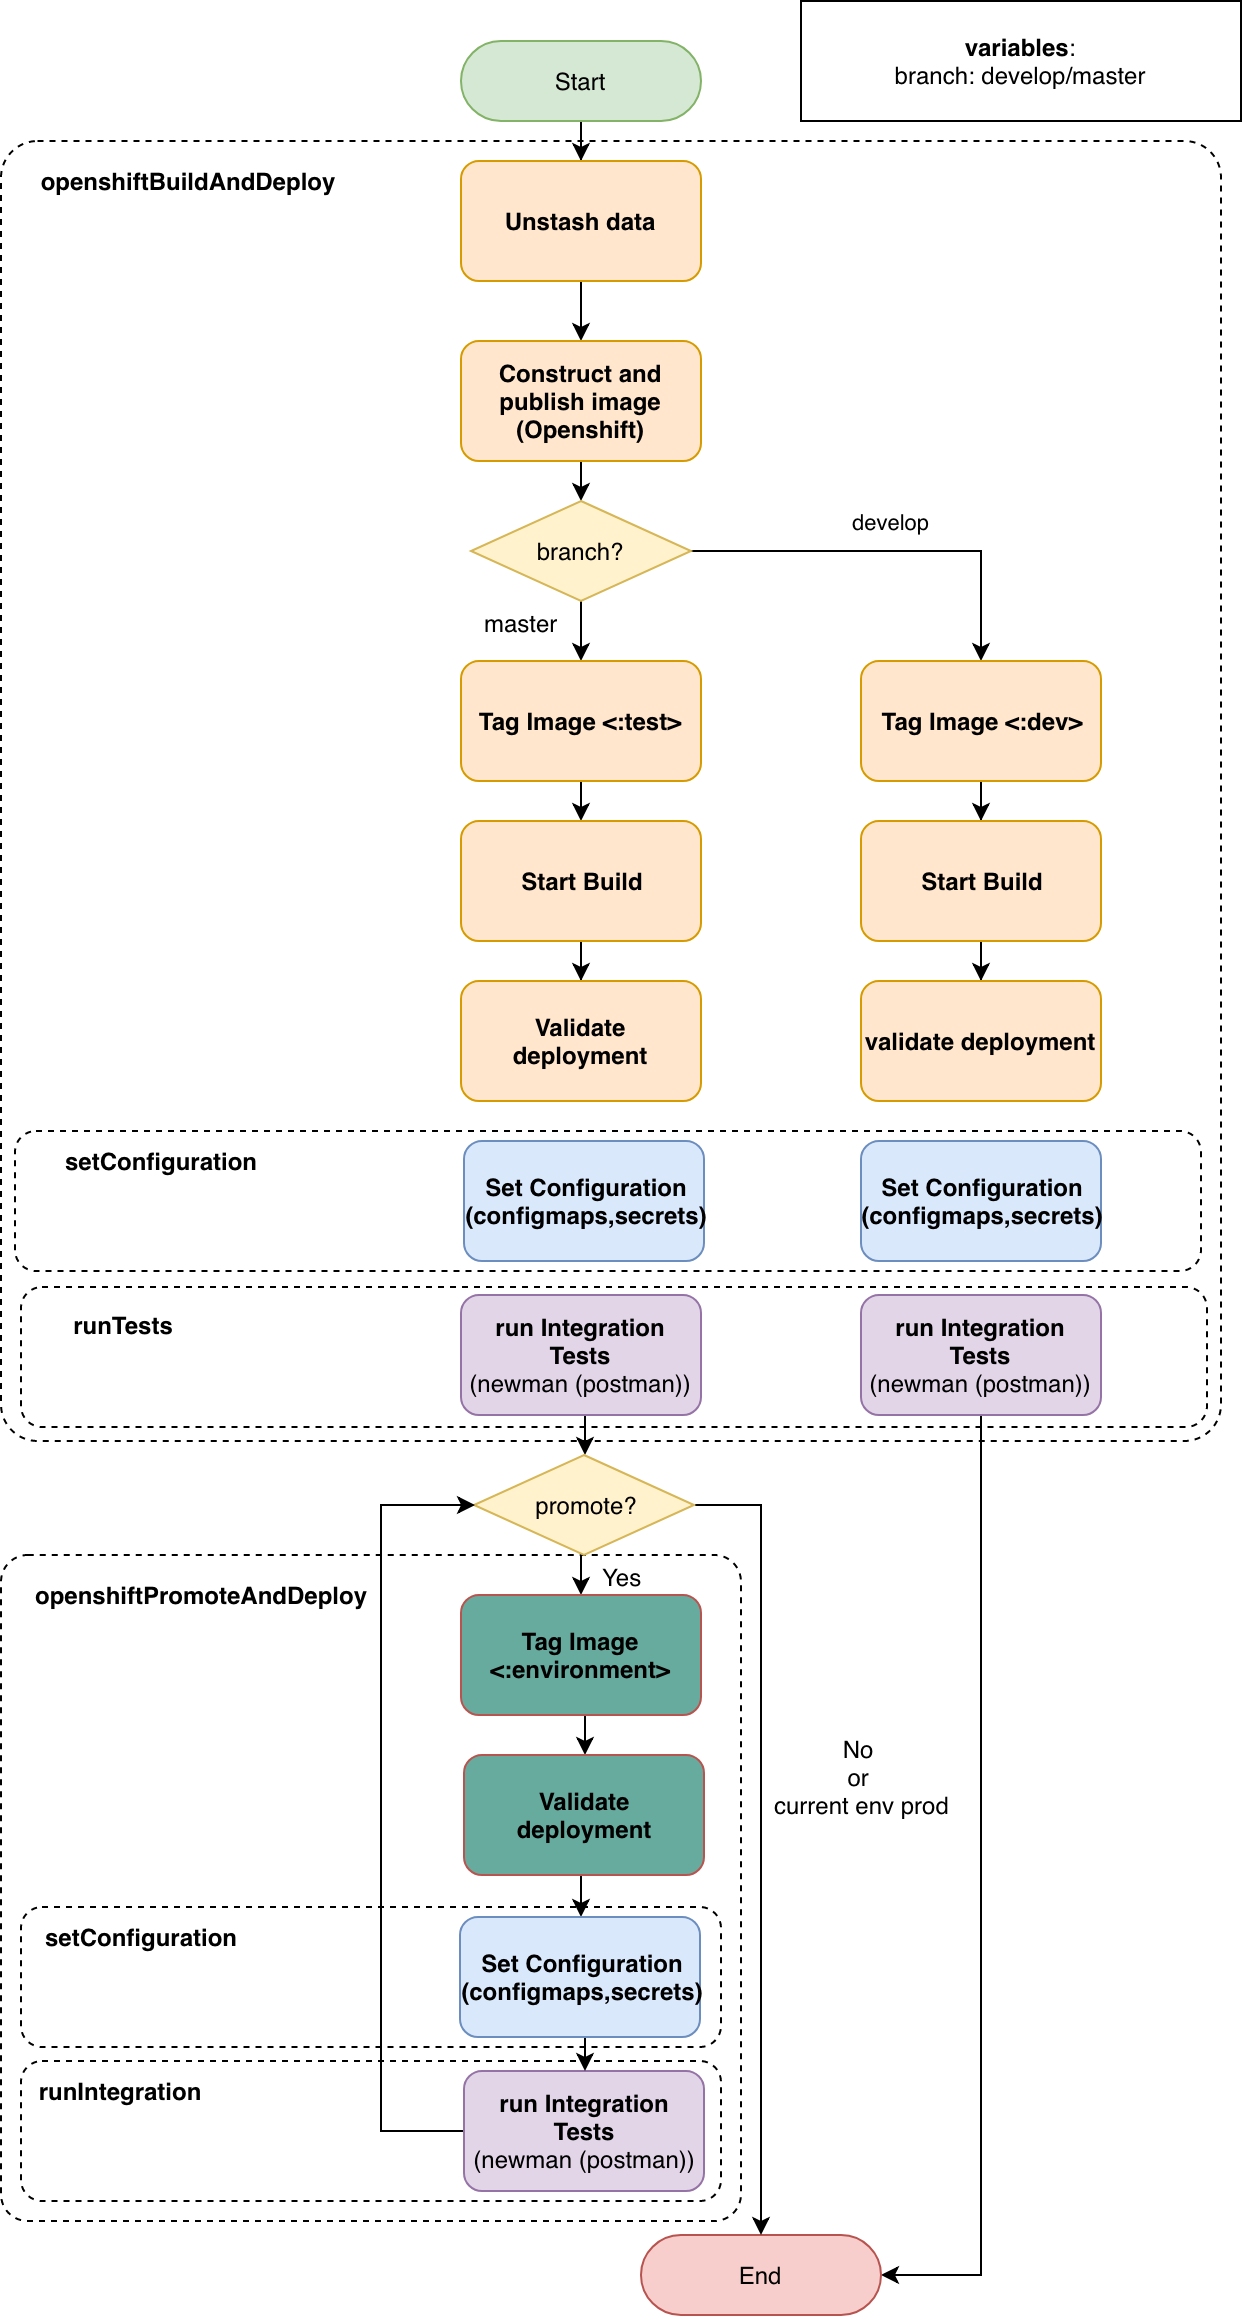 variables:
branch: develop/master
Start
openshiftBuildAndDeploy
Unstash data
Construct and
publish image
(Openshift)
branch?
develop
master
Tag Image <:test>
Tag Image <:dev>
Start Build
Start Build
Validate
deployment
validate deployment
setConfiguration
Set Configuration
(configmaps,secrets)
Set Configuration
(configmaps,secrets)
runTests
run Integration
Tests
(newman (postman))
run Integration
Tests
(newman (postman))
promote?
Yes
openshiftPromoteAndDeploy
Tag Image
<:environment>
No
or
current env prod
Validate
deployment
setConfiguration
Set Configuration
(configmaps,secrets)
runIntegration
run Integration
Tests
(newman (postman))
End